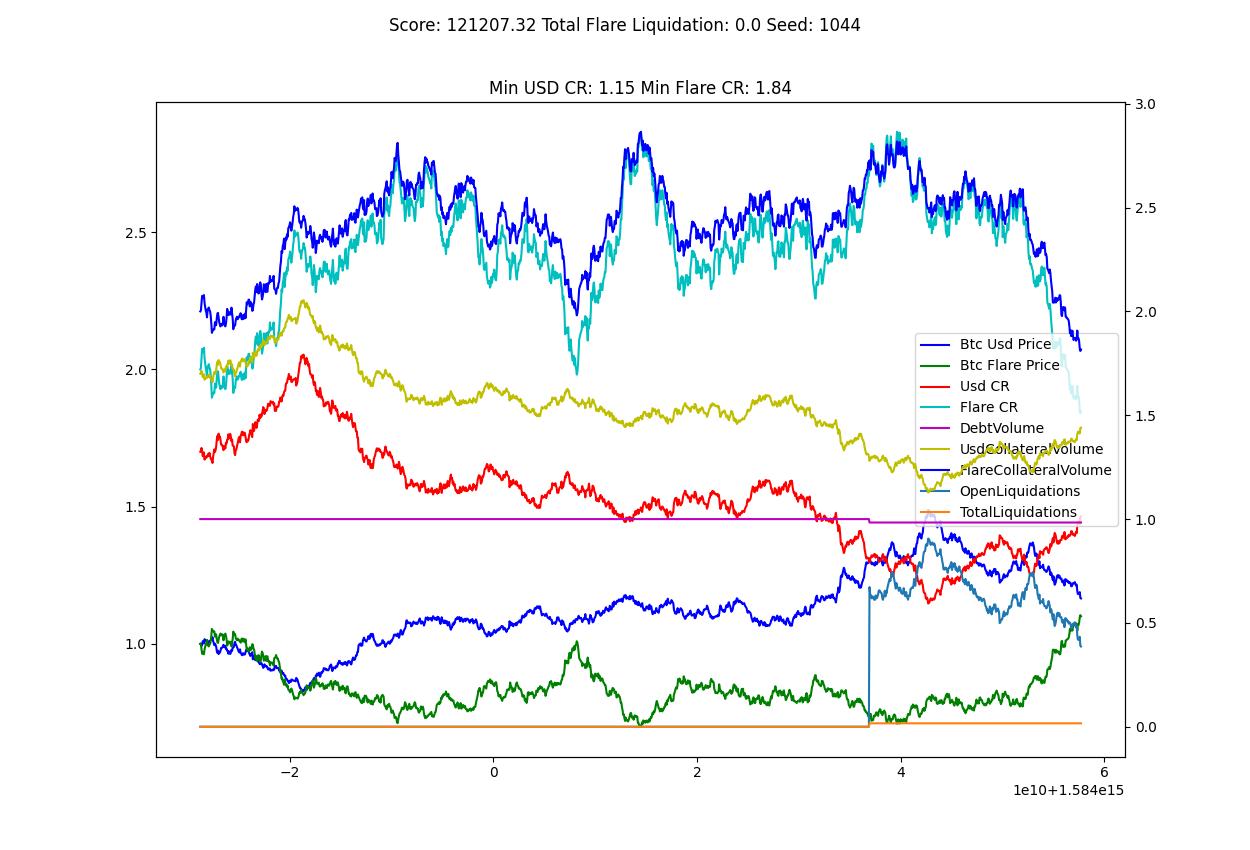 Score: 121207.32 Total Flare Liquidation: 0.0 Seed: 1044
Min USD CR: 1.15 Min Flare CR: 1.84
3.0
2.5
2.5
2.0
2.0
1.5
1.5
1.0
1.0
0.5
0.0
Btc Usd Price
Btc Flare Price
Usd CR
Flare CR
DebtVolume
UsdCollateralVolume
FlareCollateralVolume
OpenLiquidations
TotalLiquidations
−2 0 2 4 6
1e10+1.584e15